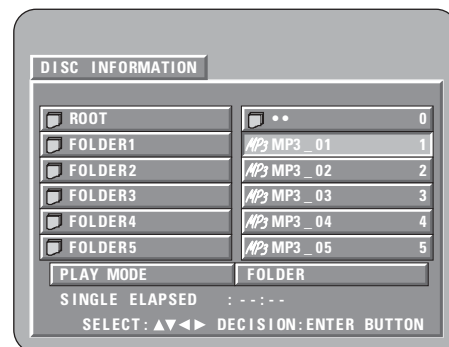 DISC INFORMATION
ROOT •• 0
FOLDER1 MP3 MP3_01 1
FOLDER2 MP3 MP3_02 2
FOLDER3 MP3 MP3_03 3
FOLDER4 MP3 MP3_04 4
FOLDER5 MP3 MP3_05 5
PLAY MODE FOLDER
SINGLE ELAPSED : --:--
SELECT:▲▼◄► DECISION:ENTER BUTTON